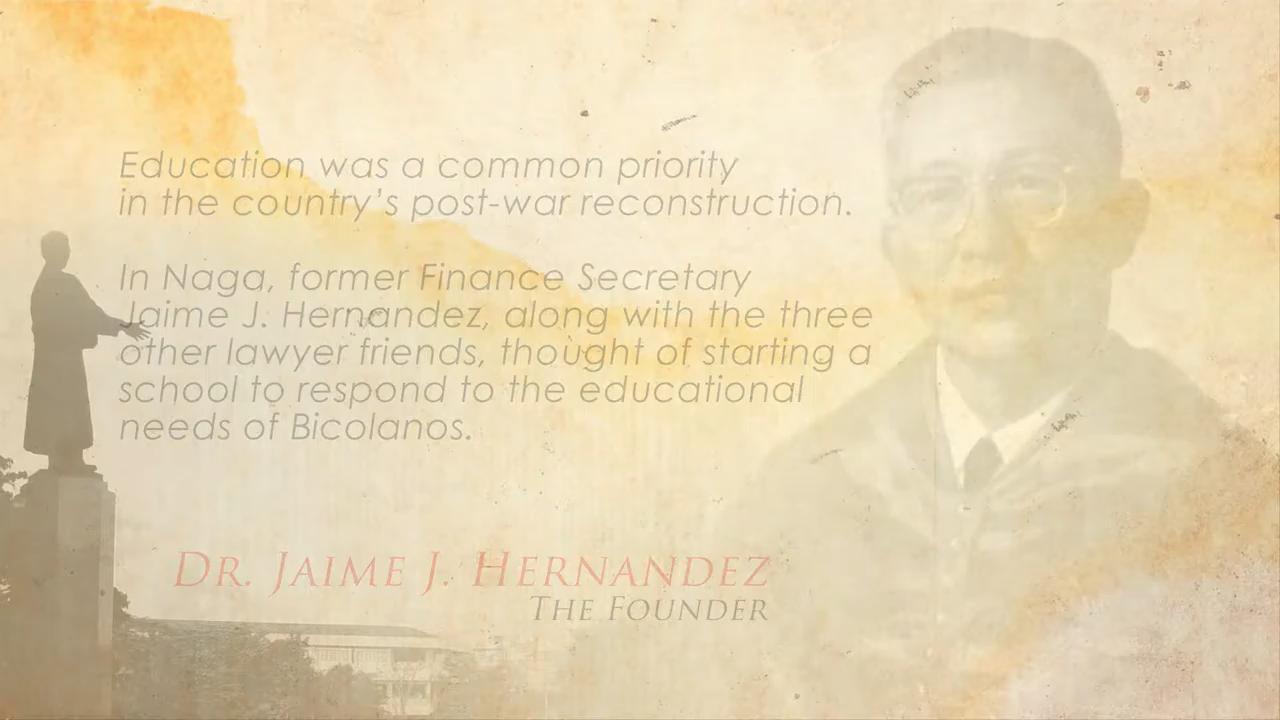 Education was a common priority
in the country’s post-war reconstruction.
In Naga, former Finance Secretary
Jaime J. Hernandez, along with the three
other lawyer friends, thought of starting a
school to respond to the educational
needs of Bicolanos.
Dr. Jaime J. Hernandez
The Founder